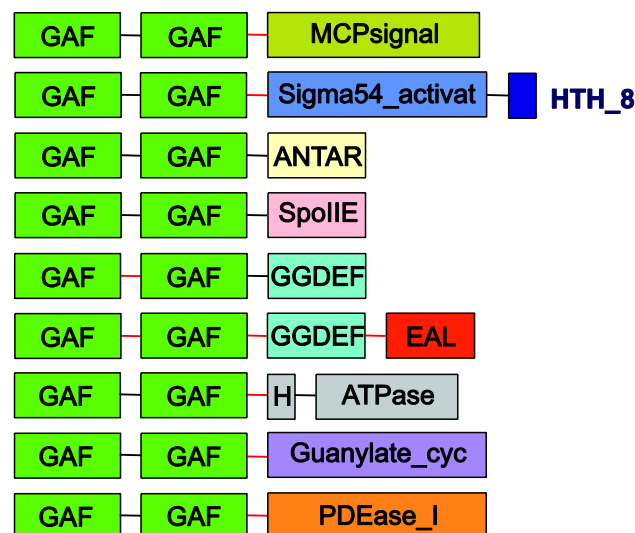 GAF GAF MCPsignal
GAF GAF Sigma54_activat HTH_8
GAF GAF ANTAR
GAF GAF SpoIIE
GAF GAF GGDEF
GAF GAF GGDEF EAL
GAF GAF H ATPase
GAF GAF Guanylate_cyc
GAF GAF PDEase_I